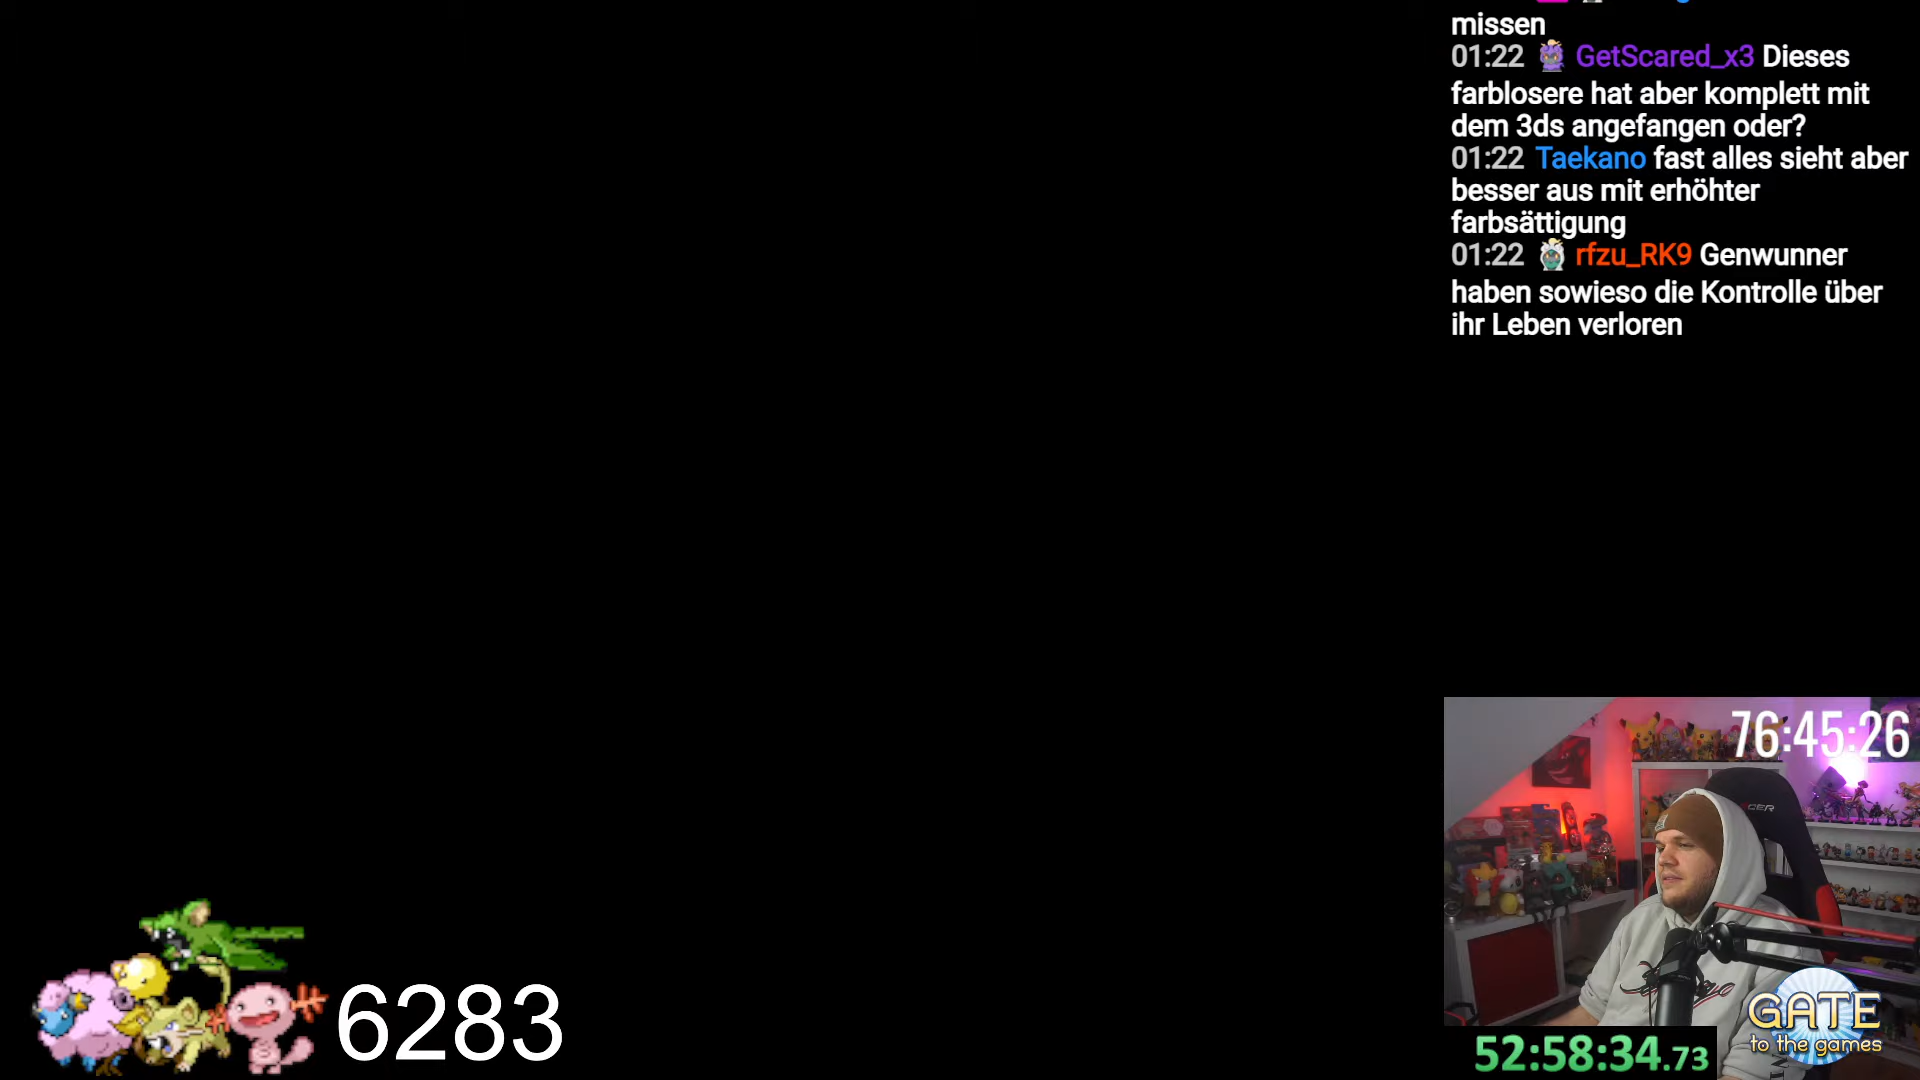 missen
01:22 GetScared_x3 Dieses
farblosere hat aber komplett mit
dem 3ds angefangen oder?
01:22 Taekano fast alles sieht aber
besser aus mit erhöhter
farbsättigung
01:22 rfzu_RK9 Genwunner
haben sowieso die Kontrolle über
ihr Leben verloren
76:45:26
6283
GATE
to the games
52:58:34.73